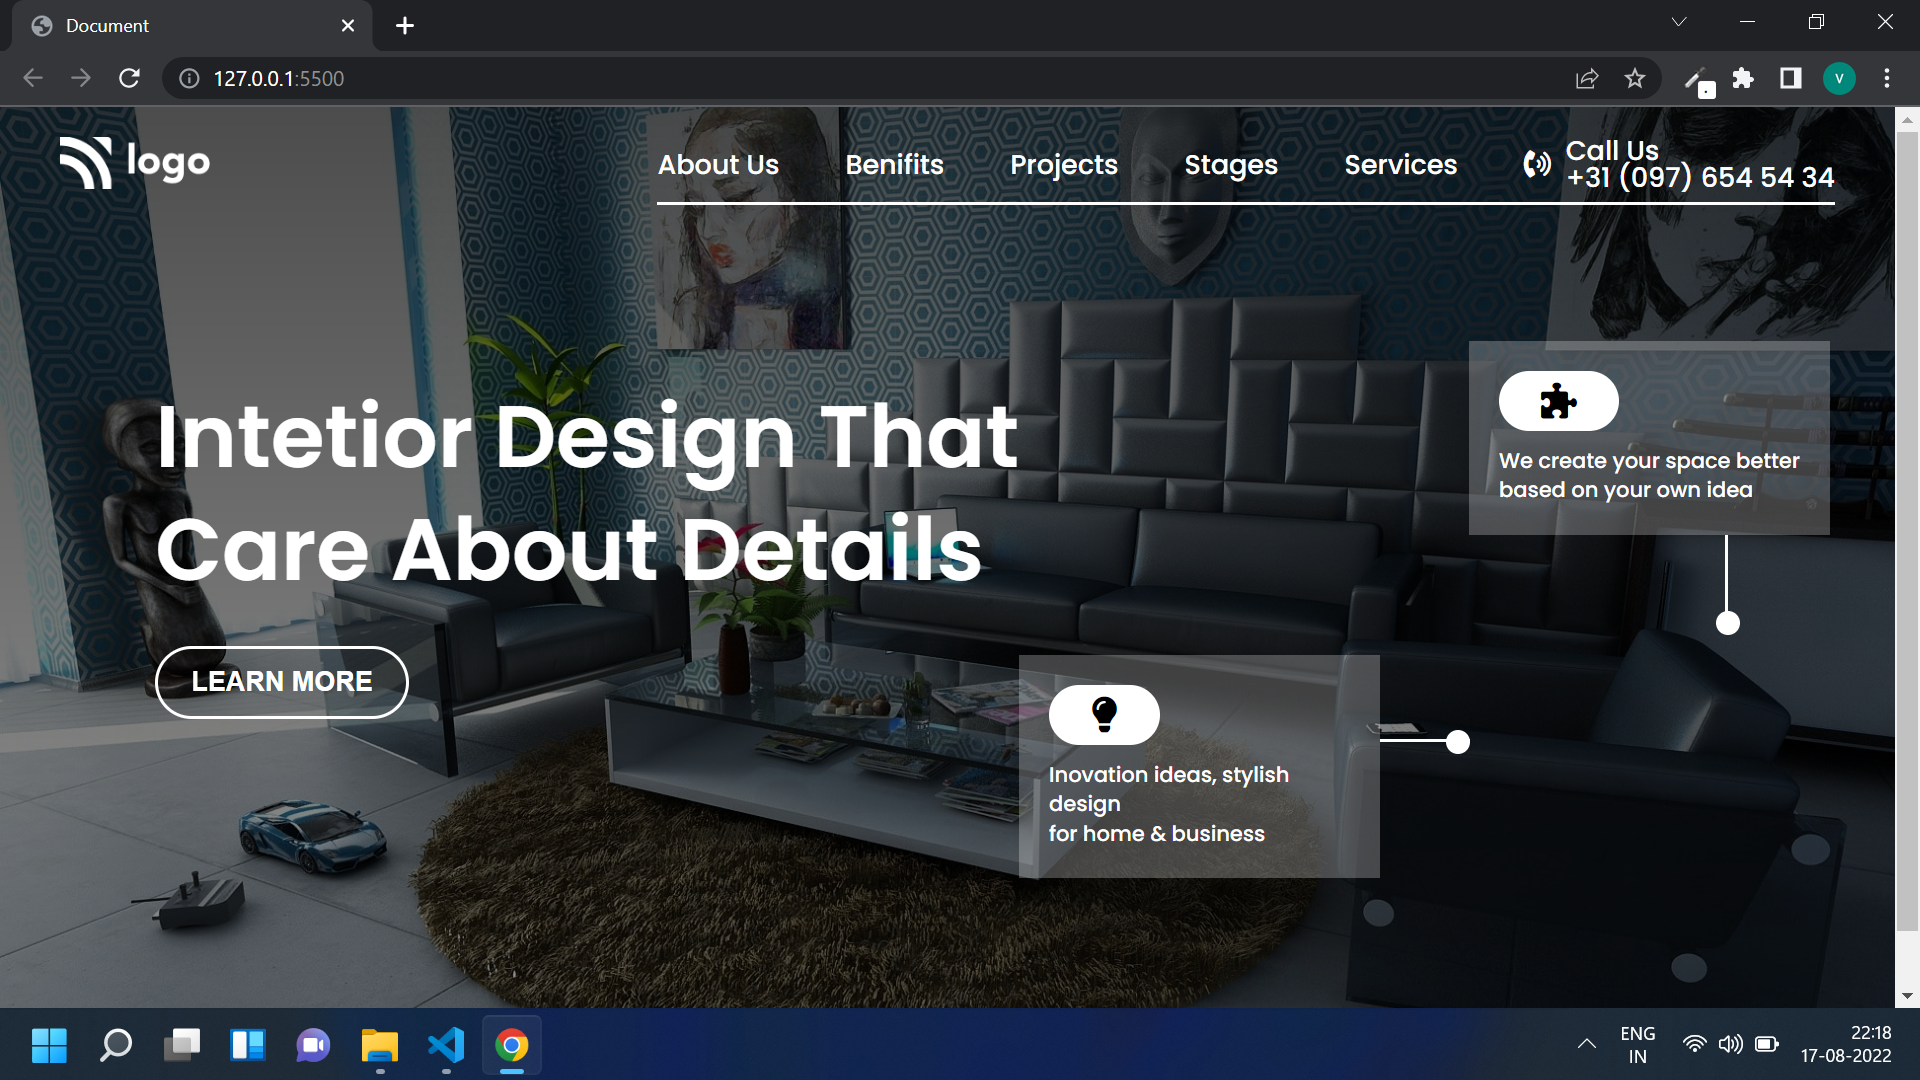 Document
127.0.0.1:5500
V
logo
About Us
Benifits
Projects
Stages
Services
Call Us
+31 (097) 654 54 34
Intetior Design That
Care About Details
LEARN MORE
We create your space better
based on your own idea
Inovation ideas, stylish
design
for home & business
ENG
IN
22:18
17-08-2022